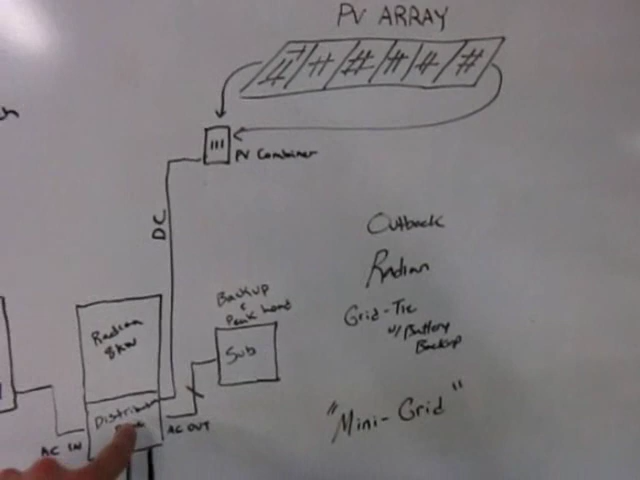 PV ARRAY
PV Combiner
DC
Outback
Radian
Grid-Tie
w/Battery
Backup
"Mini-Grid"
Backup
&
Peak Load
Sub
Radian
8kW
AC IN
AC OUT